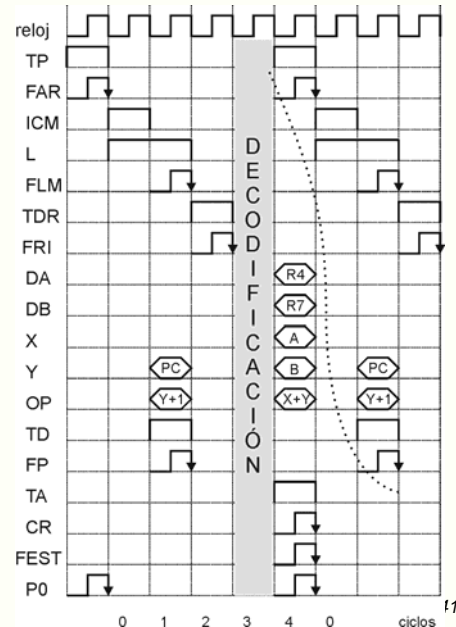 reloj
TP
FAR
ICM
L
FLM
TDR
FRI
DA R4
DB R7
X A
Y PC B PC
OP Y+1 X+Y Y+1
TD
FP
TA
CR
FEST
P0
DECODIFICACIÓN
0 1 2 3 4 0 ciclos